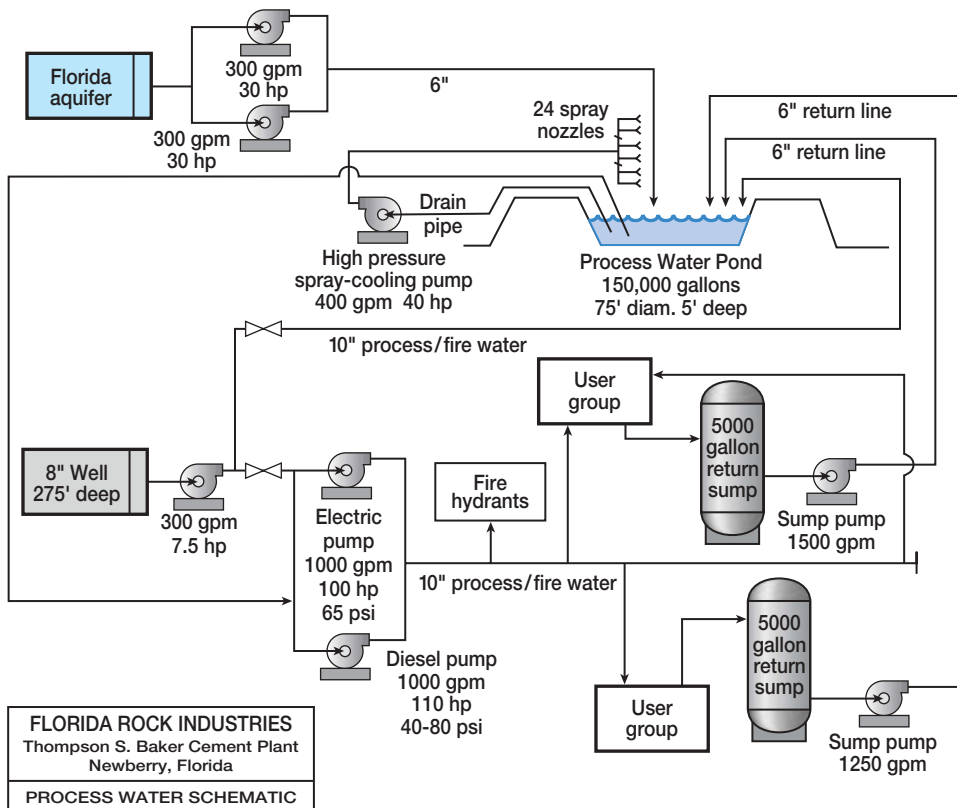 Florida
aquifer
300 gpm
30 hp
300 gpm
30 hp
6"
24 spray
nozzles
6" return line
6" return line
Drain
pipe
High pressure
spray-cooling pump
400 gpm 40 hp
Process Water Pond
150,000 gallons
75' diam. 5' deep
10" process/fire water
User
group
5000
gallon
return
sump
8" Well
275' deep
300 gpm
7.5 hp
Electric
pump
1000 gpm
100 hp
65 psi
Fire
hydrants
Sump pump
1500 gpm
10" process/fire water
5000
gallon
return
sump
Diesel pump
1000 gpm
110 hp
40-80 psi
User
group
Sump pump
1250 gpm
FLORIDA ROCK INDUSTRIES
Thompson S. Baker Cement Plant
Newberry, Florida
PROCESS WATER SCHEMATIC